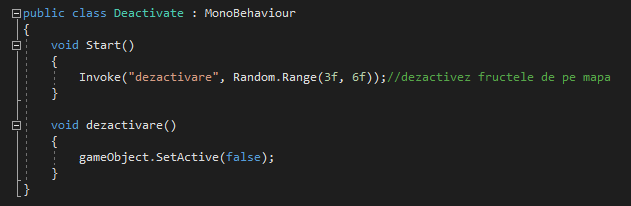 public class Deactivate : MonoBehaviour
{
void Start()
{
Invoke("dezactivare", Random.Range(3f, 6f));//dezactivez fructele de pe mapa
}
void dezactivare()
{
gameObject.SetActive(false);
}
}